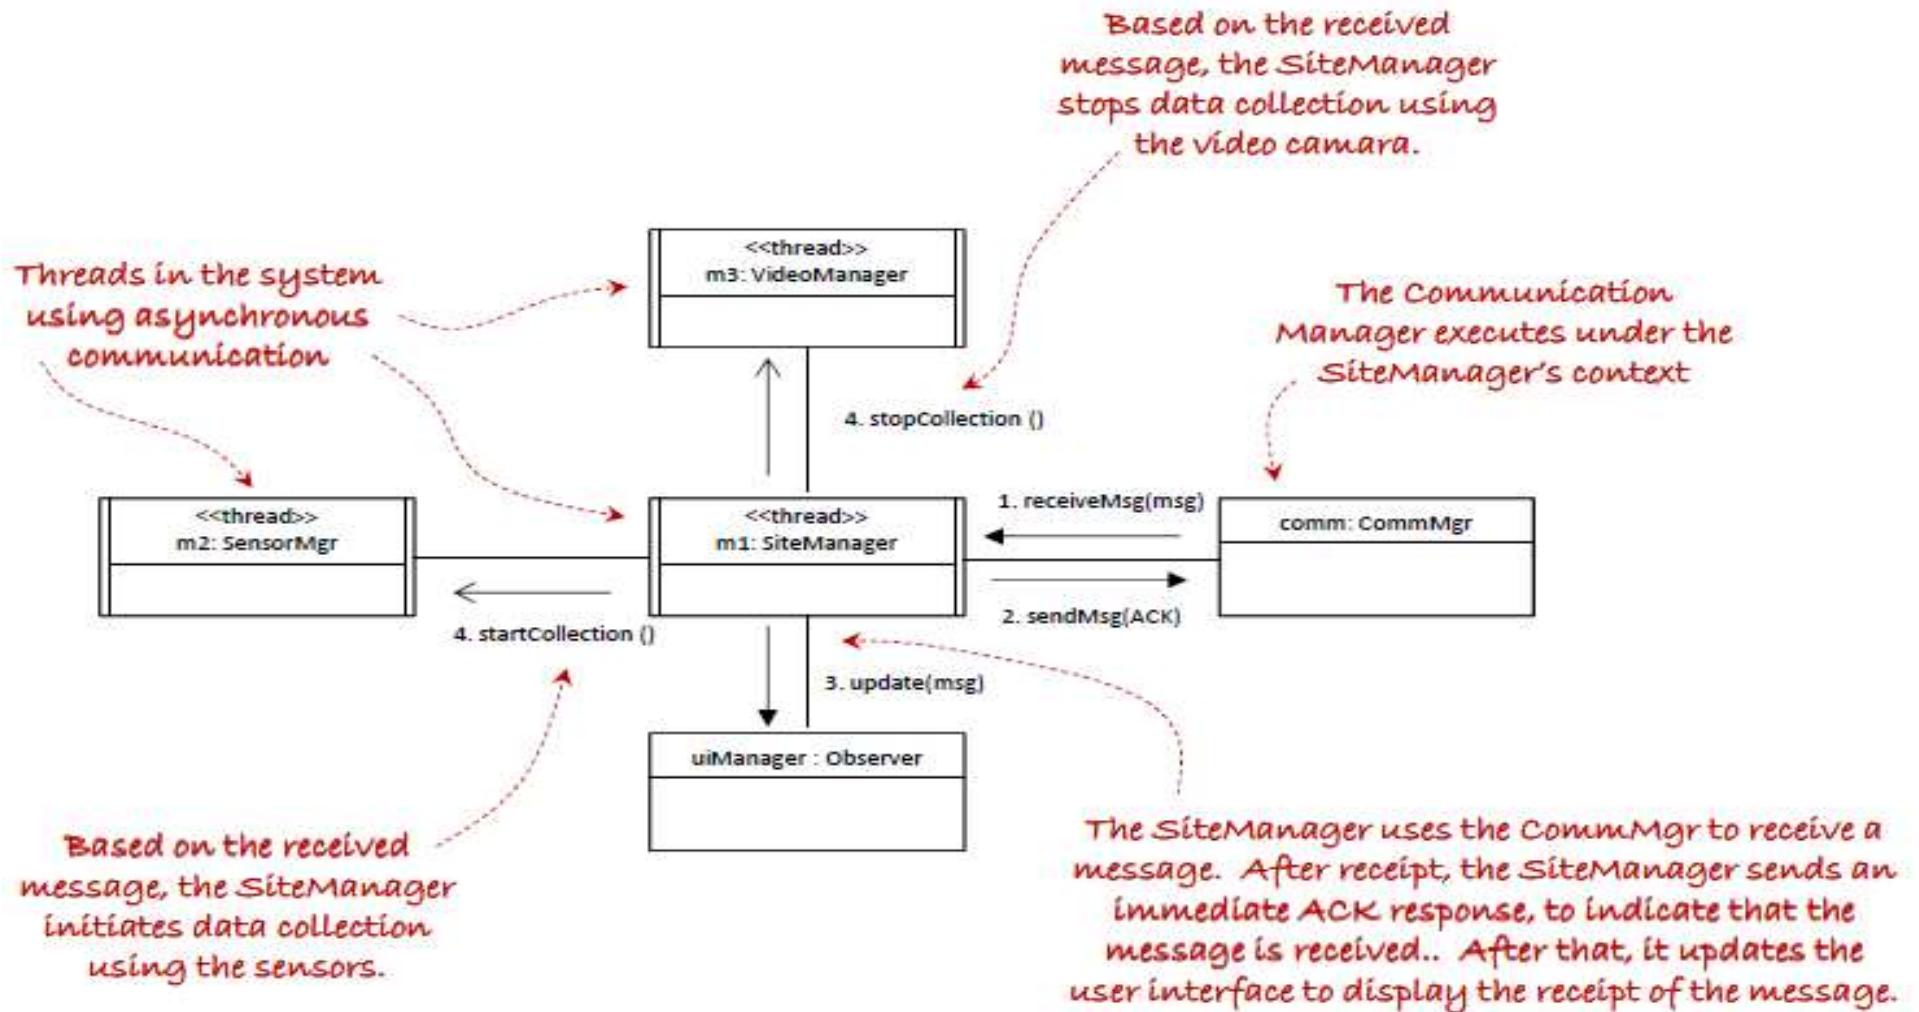 Based on the received
message, the SiteManager
stops data collection using
the video camara.
<<thread>>
m3: VideoManager
Threads in the system
using asynchronous
communication
The Communication
Manager executes under the
SiteManager's context
4. stopCollection ()
<<thread>>
m2: SensorMgr
<<thread>>
m1: SiteManager
1. receiveMsg(msg)
comm: CommMgr
2. sendMsg(ACK)
4. startCollection ()
3. update(msg)
uiManager : Observer
Based on the received
message, the SiteManager
initiates data collection
using the sensors.
The SiteManager uses the CommMgr to receive a
message. After receipt, the SiteManager sends an
immediate ACK response, to indicate that the
message is received.. After that, it updates the
user interface to display the receipt of the message.